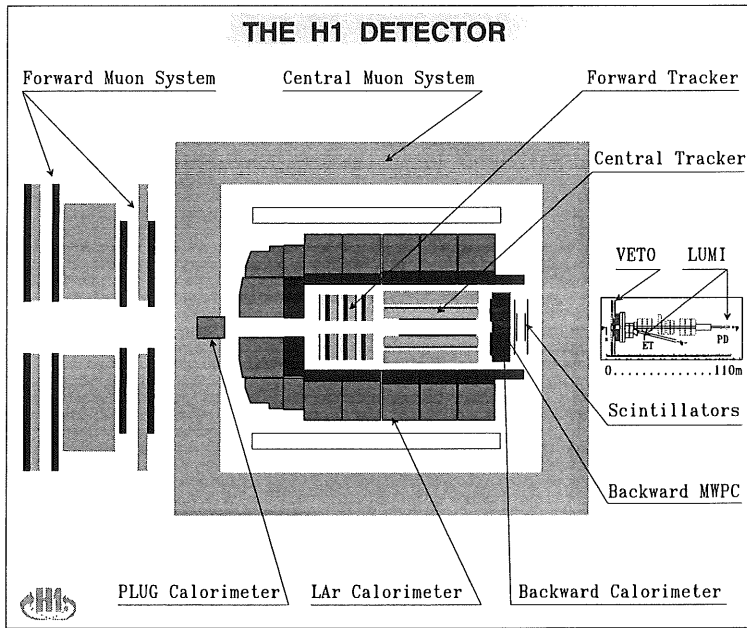 THE H1 DETECTOR
Forward Muon System
Central Muon System
Forward Tracker
Central Tracker
VETO
LUMI
ET
PD
0............110m
Scintillators
Backward MWPC
PLUG Calorimeter
LAr Calorimeter
Backward Calorimeter
H1